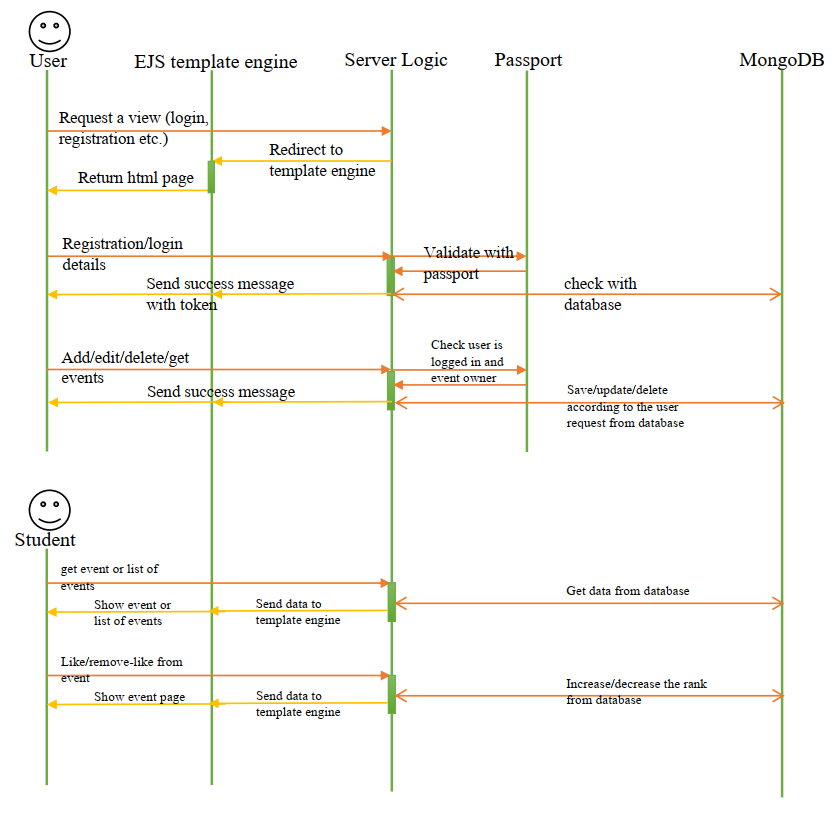 User
EJS template engine
Server Logic
Passport
MongoDB
Request a view (login,
registration etc.)
Redirect to
template engine
Return html page
Registration/login
details
Validate with
passport
Send success message
with token
check with
database
Add/edit/delete/get
events
Check user is
logged in and
event owner
Send success message
Save/update/delete
according to the user
request from database
Student
get event or list of
events
Get data from database
Show event or
list of events
Send data to
template engine
Like/remove-like from
event
Increase/decrease the rank
from database
Show event page
Send data to
template engine